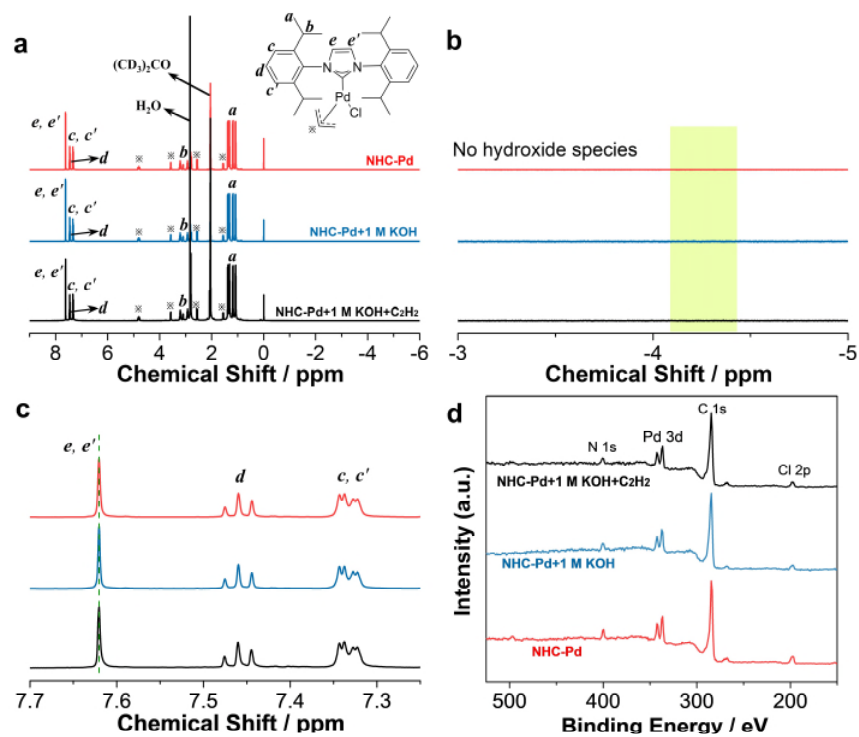 a
a
b
c
d
c'
e
e'
N
N
Pd
Cl
※
(CD₃)₂CO
H₂O
e, e'
c, c'
d
※
※
b
※
※
a
NHC-Pd
e, e'
c, c'
d
※
※
b
※
※
a
NHC-Pd+1 M KOH
e, e'
c, c'
d
※
※
b
※
※
a
NHC-Pd+1 M KOH+C₂H₂
8 6 4 2 0 -2 -4 -6
Chemical Shift / ppm
b
No hydroxide species
-3 -4 -5
Chemical Shift / ppm
c
e, e'
d
c, c'
7.7 7.6 7.5 7.4 7.3
Chemical Shift / ppm
d
C 1s
N 1s
Pd 3d
Cl 2p
NHC-Pd+1 M KOH+C₂H₂
NHC-Pd+1 M KOH
NHC-Pd
Intensity (a.u.)
500 400 300 200
Binding Energy / eV